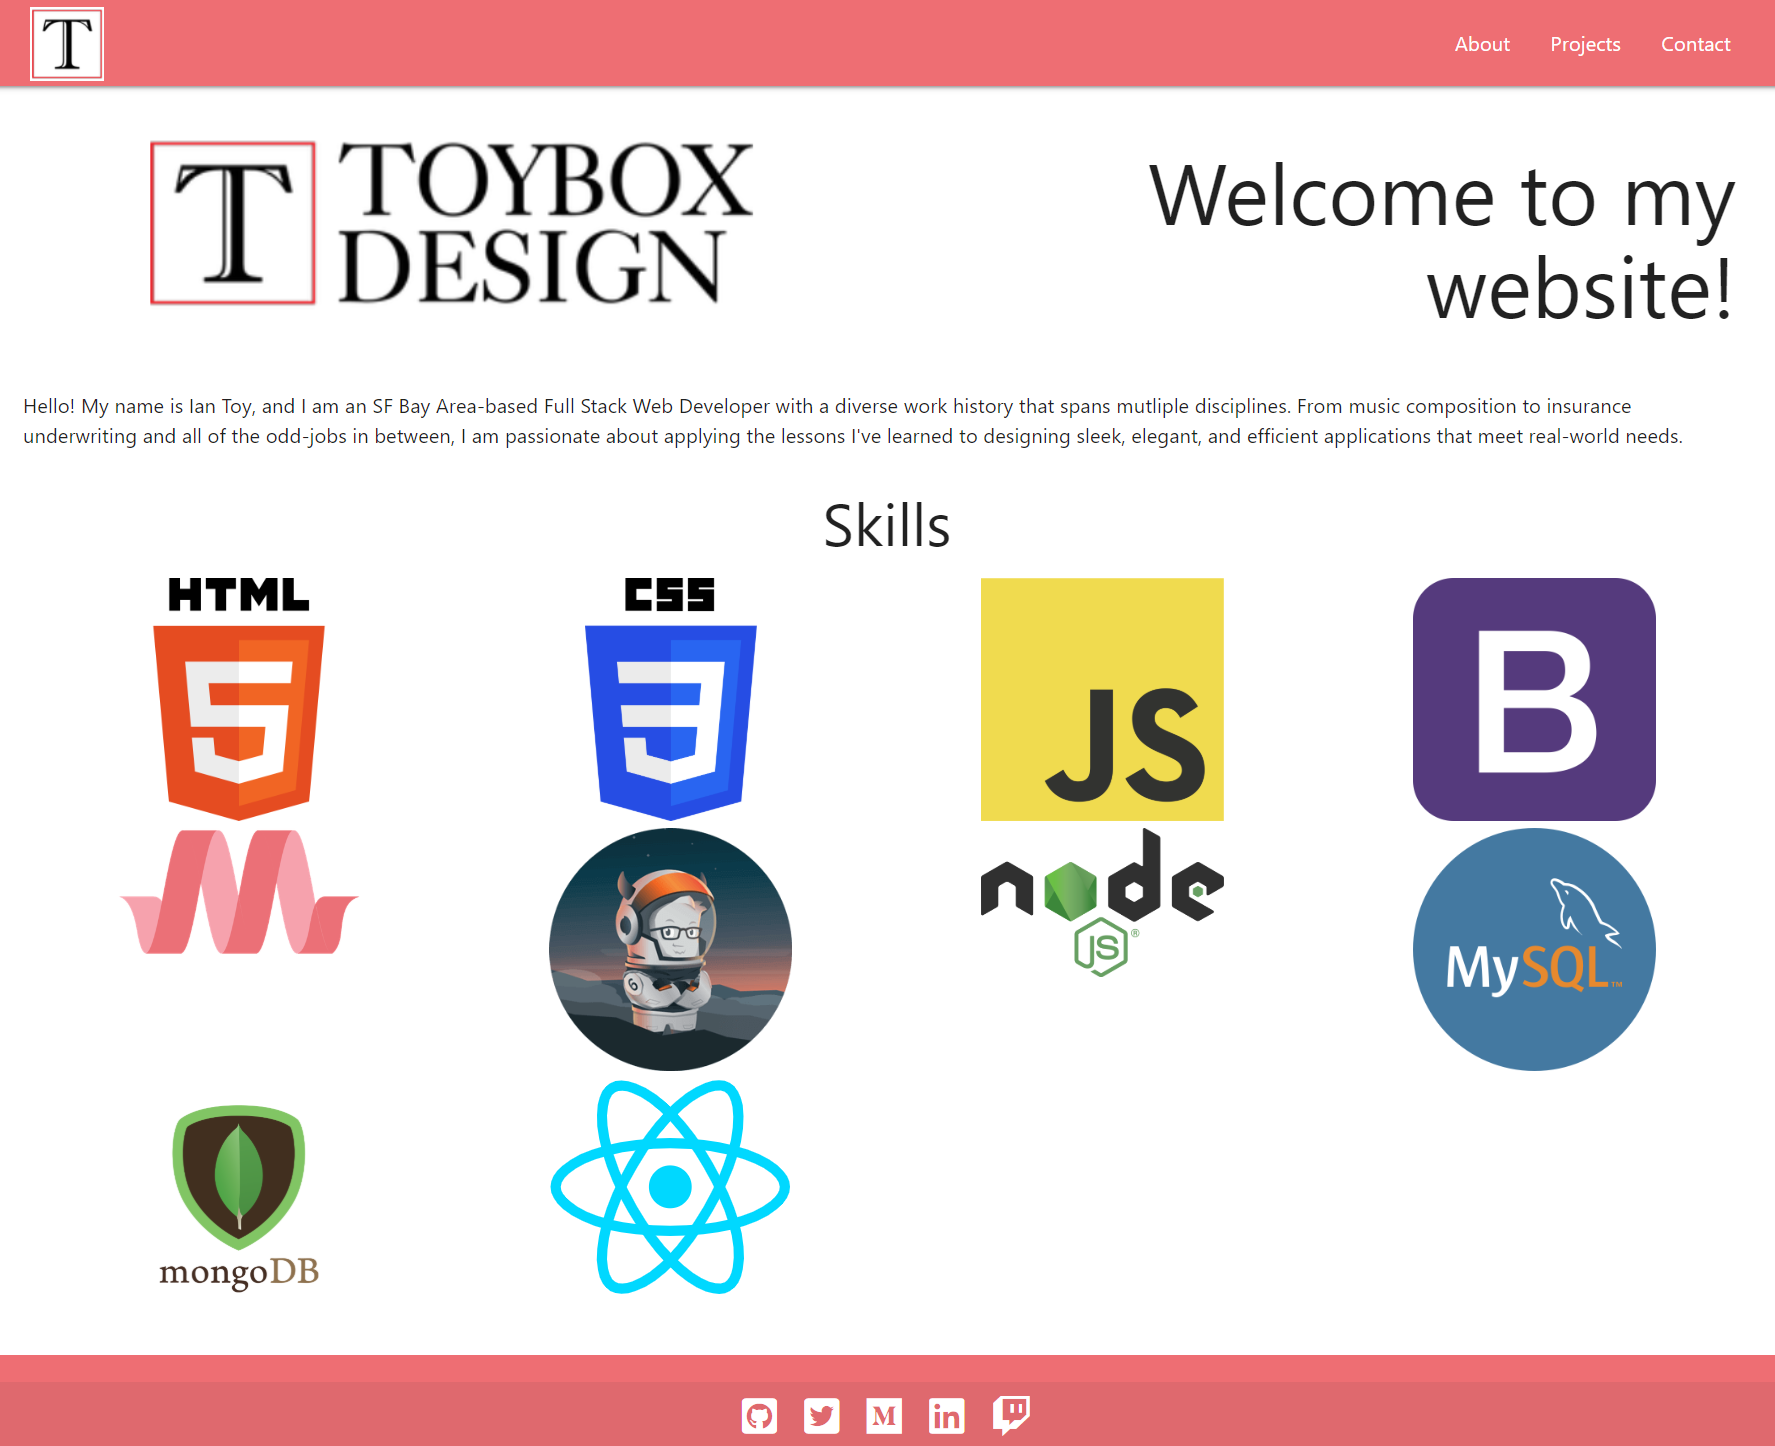 T
About Projects Contact
T TOYBOX
DESIGN
Welcome to my
website!
Hello! My name is Ian Toy, and I am an SF Bay Area-based Full Stack Web Developer with a diverse work history that spans mutliple disciplines. From music composition to insurance
underwriting and all of the odd-jobs in between, I am passionate about applying the lessons I've learned to designing sleek, elegant, and efficient applications that meet real-world needs.
Skills
HTML
5
CSS
3
JS
B
6
node
JS®
MySQL™
mongoDB
M
in